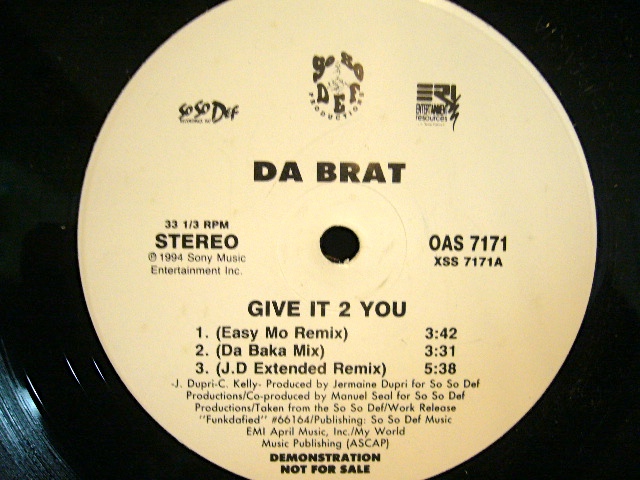 So So
DEF
PRODUCTIONS
So So Def
ERW
ENTERTAINMENT
resources
DA BRAT
33 1/3 RPM
STEREO
℗ 1994 Sony Music
Entertainment Inc.
OAS 7171
XSS 7171A
GIVE IT 2 YOU
1. (Easy Mo Remix) 3:42
2. (Da Baka Mix) 3:31
3. (J.D Extended Remix) 5:38
-J. Dupri-C. Kelly- Produced by Jermaine Dupri for So So Def
Productions/Co-produced by Manuel Seal for So So Def
Productions/Taken from the So So Def/Work Release
"Funkdafied" #66164/Publishing: So So Def Music
EMI April Music, Inc./My World
Music Publishing (ASCAP)
DEMONSTRATION
NOT FOR SALE